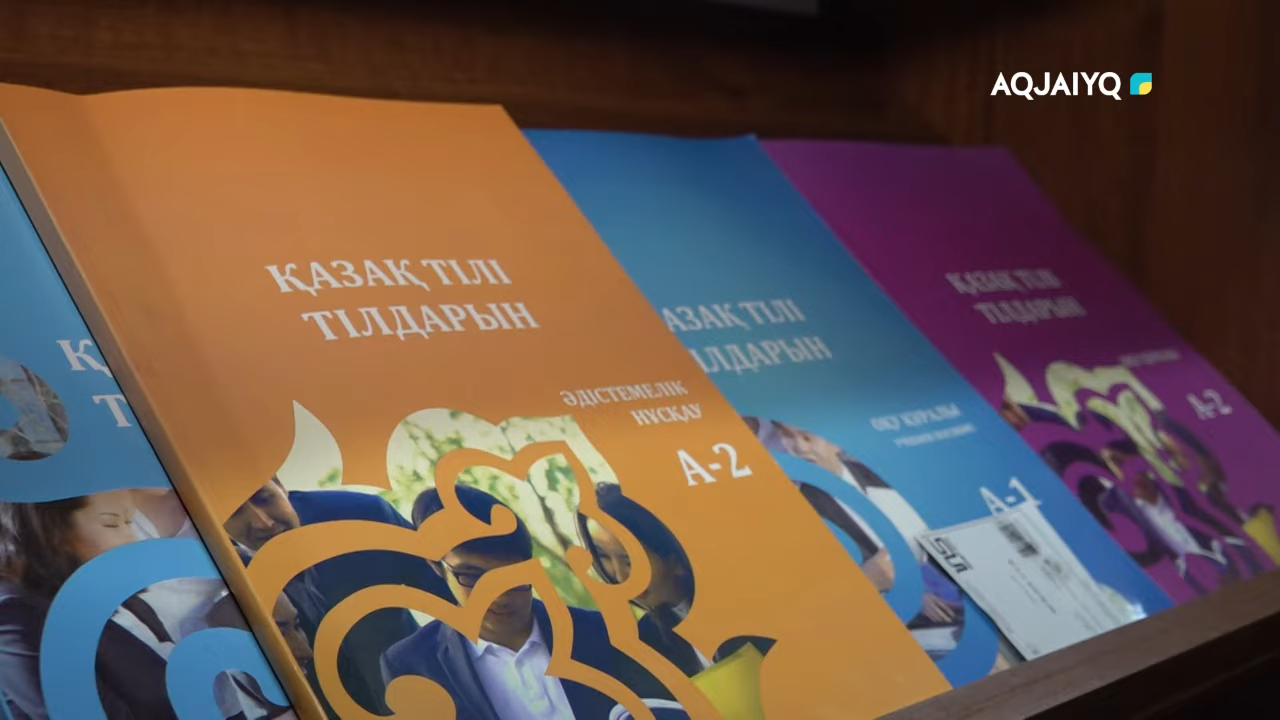 AQJAIYQ
Қ
Т
ҚАЗАҚ ТІЛІ
ТІЛДАРЫН
ӘДІСТЕМЕЛІК
НҰСҚАУ
А-2
АЗАҚ ТІЛІ
ІЛДАРЫН
ОҚУ ҚҰРАЛЫ
А-1
ҚАЗАҚ ТІЛІ
ТІЛДАРЫН
А-2